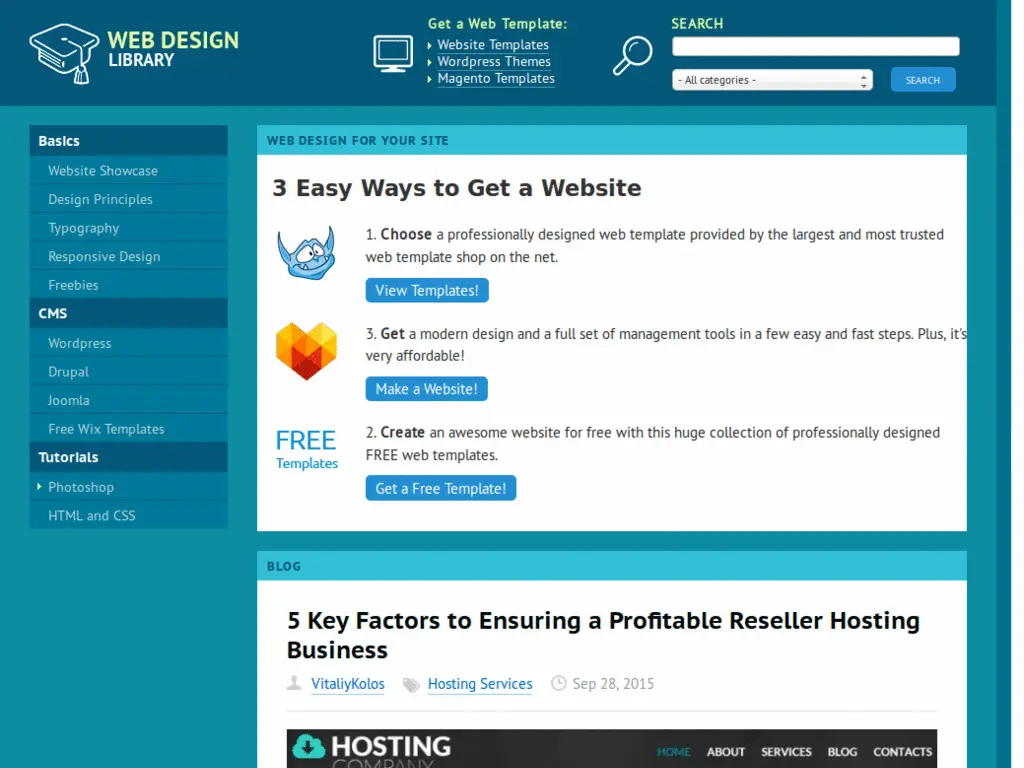 WEB DESIGN
LIBRARY
Get a Web Template:
Website Templates
Wordpress Themes
Magento Templates
SEARCH
- All categories -
SEARCH
Basics
Website Showcase
Design Principles
Typography
Responsive Design
Freebies
CMS
Wordpress
Drupal
Joomla
Free Wix Templates
Tutorials
Photoshop
HTML and CSS
WEB DESIGN FOR YOUR SITE
3 Easy Ways to Get a Website
1. Choose a professionally designed web template provided by the largest and most trusted
web template shop on the net.
View Templates!
3. Get a modern design and a full set of management tools in a few easy and fast steps. Plus, it's
very affordable!
Make a Website!
FREE
Templates
2. Create an awesome website for free with this huge collection of professionally designed
FREE web templates.
Get a Free Template!
BLOG
5 Key Factors to Ensuring a Profitable Reseller Hosting
Business
VitaliyKolos Hosting Services Sep 28, 2015
HOSTING
COMPANY
HOME ABOUT SERVICES BLOG CONTACTS